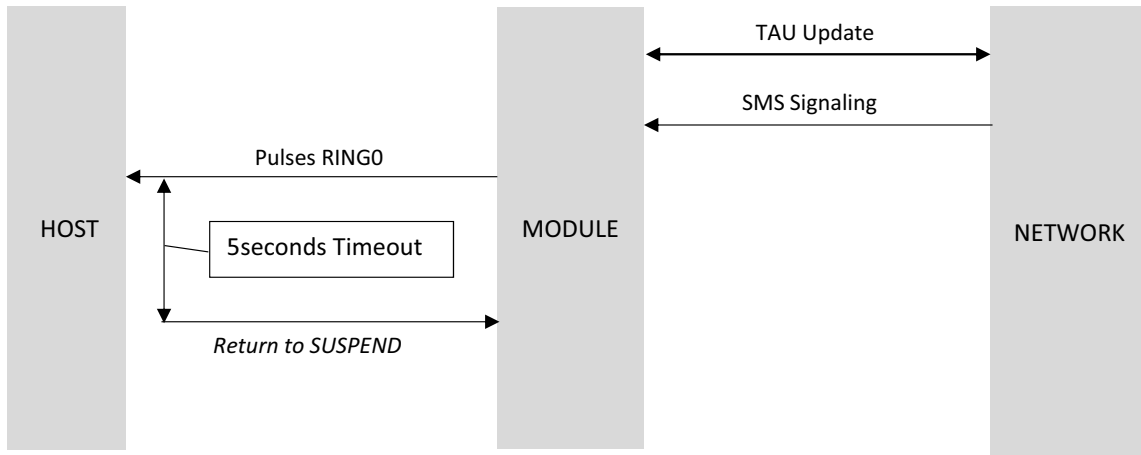 TAU Update
SMS Signaling
Pulses RING0
HOST
5seconds Timeout
MODULE
NETWORK
Return to SUSPEND